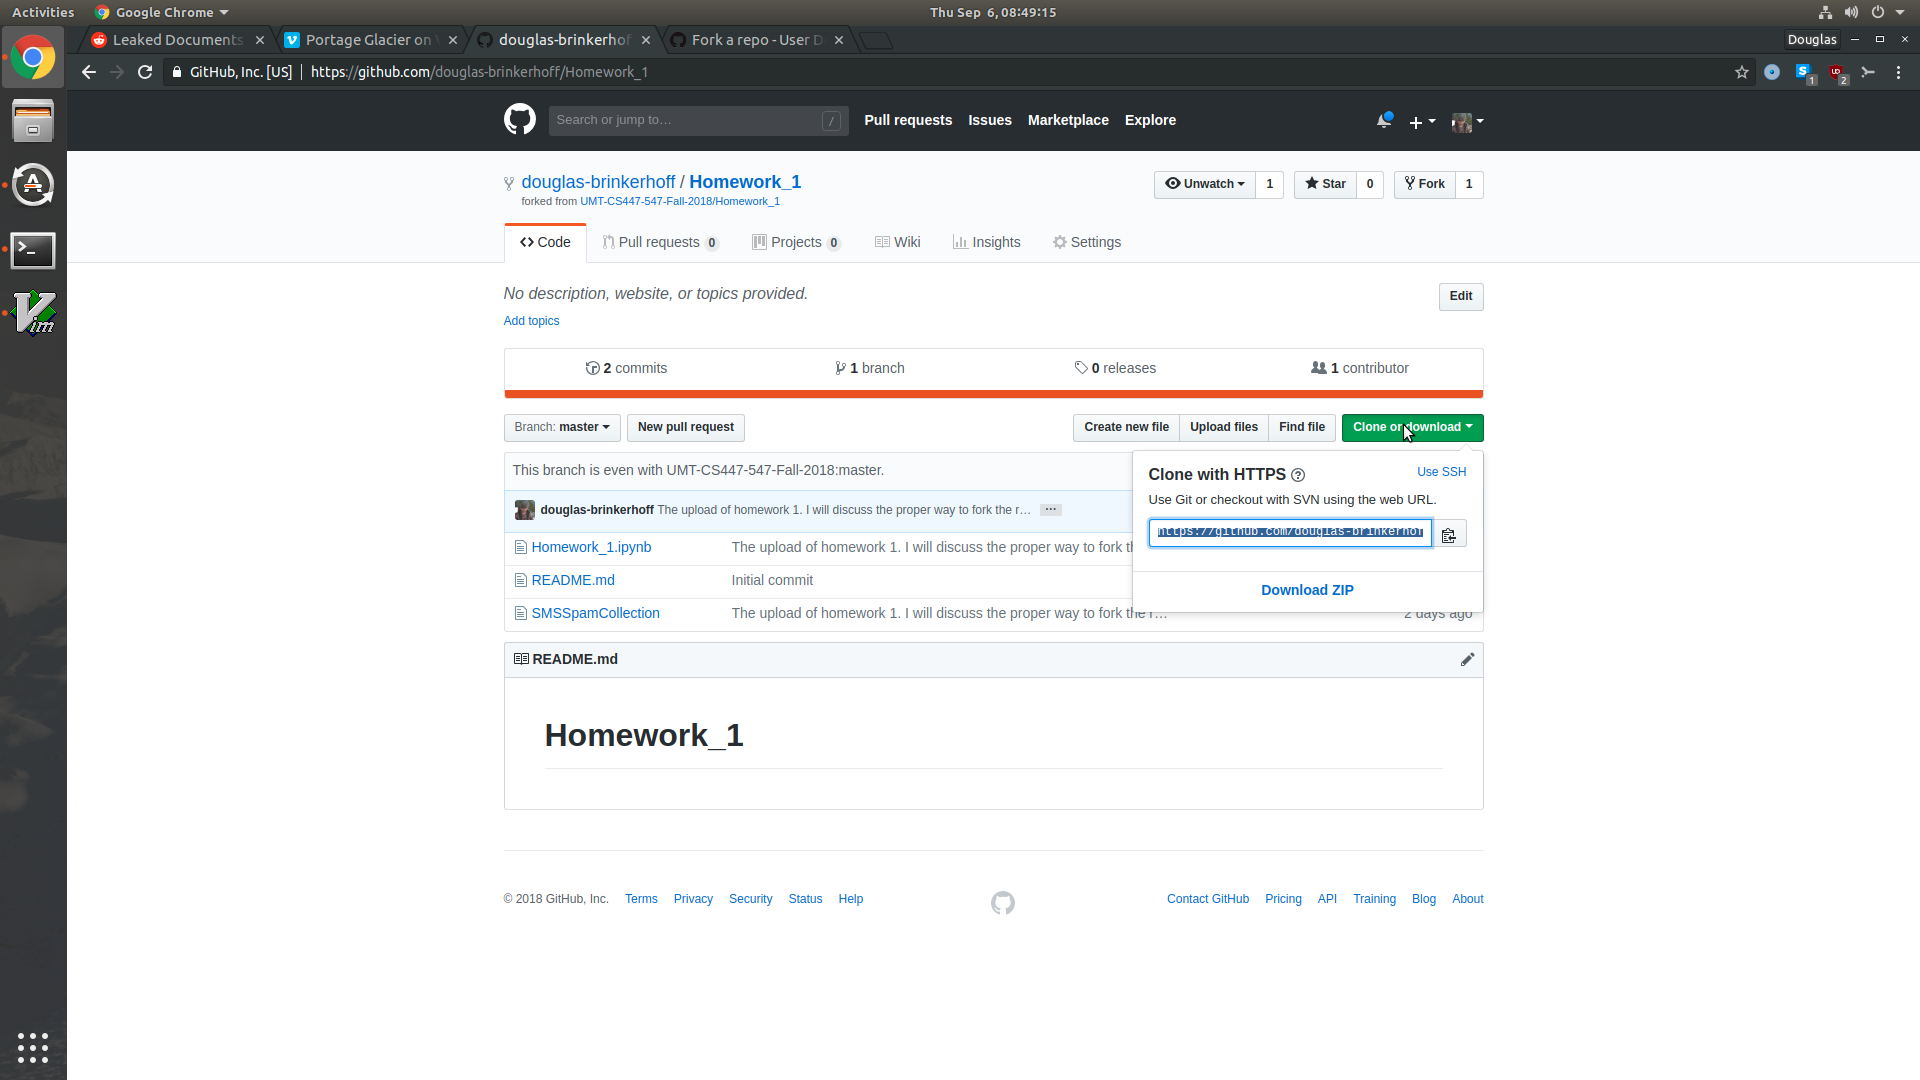 Activities Google Chrome Thu Sep 6, 08:49:15
Leaked Documents Portage Glacier on douglas-brinkerhof Fork a repo - User D Douglas
GitHub, Inc. [US] https://github.com/douglas-brinkerhoff/Homework_1 1 2
Search or jump to… / Pull requests Issues Marketplace Explore
douglas-brinkerhoff / Homework_1 Unwatch 1 Star 0 Fork 1
forked from UMT-CS447-547-Fall-2018/Homework_1
Code Pull requests 0 Projects 0 Wiki Insights Settings
No description, website, or topics provided. Edit
Add topics
2 commits 1 branch 0 releases 1 contributor
Branch: master New pull request Create new file Upload files Find file Clone or download
This branch is even with UMT-CS447-547-Fall-2018:master.
Clone with HTTPS ? Use SSH
Use Git or checkout with SVN using the web URL.
https://github.com/douglas-brinkerhof
Download ZIP
douglas-brinkerhoff The upload of homework 1. I will discuss the proper way to fork the r… …
Homework_1.ipynb The upload of homework 1. I will discuss the proper way to fork th
README.md Initial commit
SMSSpamCollection The upload of homework 1. I will discuss the proper way to fork the r… 2 days ago
README.md
Homework_1
© 2018 GitHub, Inc. Terms Privacy Security Status Help Contact GitHub Pricing API Training Blog About
Vim